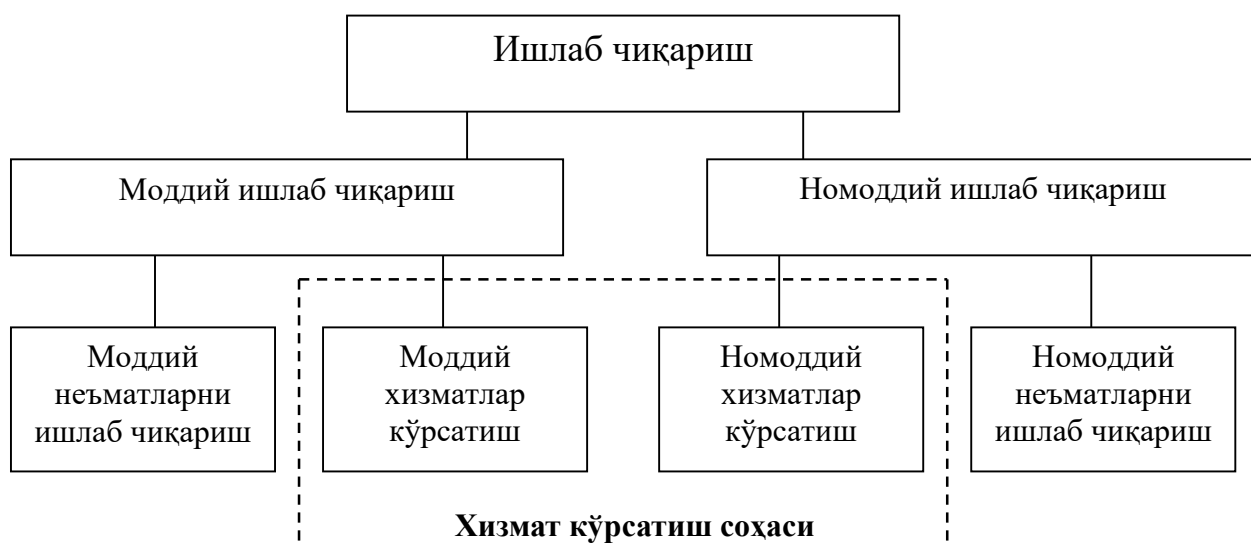 Ишлаб чиқариш
Моддий ишлаб чиқариш
Номоддий ишлаб чиқариш
Моддий
неъматларни
ишлаб чиқариш
Моддий
хизматлар
кўрсатиш
Номоддий
хизматлар
кўрсатиш
Номоддий
неъматларни
ишлаб чиқариш
Хизмат кўрсатиш соҳаси